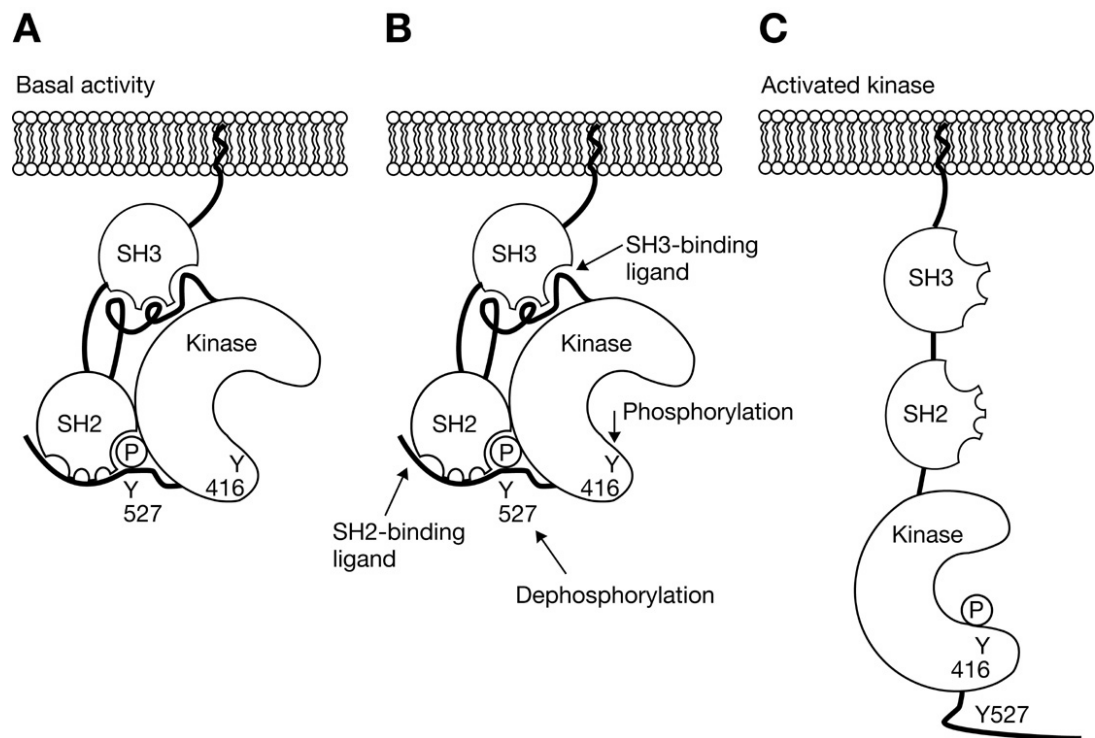 A
Basal activity
SH3
Kinase
SH2
P
Y
527
Y
416
B
SH3
SH3-binding
ligand
Kinase
Phosphorylation
SH2
P
Y
527
Y
416
SH2-binding
ligand
Dephosphorylation
C
Activated kinase
SH3
SH2
Kinase
P
Y
416
Y527